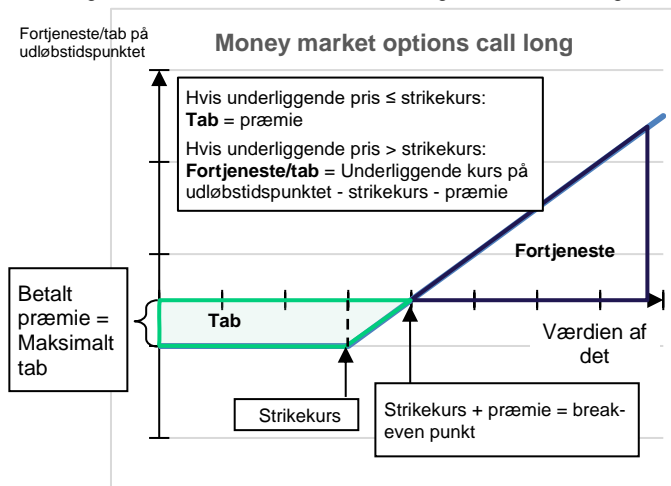 Fortjeneste/tab på
udløbstidspunktet
Money market options call long
Hvis underliggende pris ≤ strikekurs:
Tab = præmie
Hvis underliggende pris > strikekurs:
Fortjeneste/tab = Underliggende kurs på
udløbstidspunktet - strikekurs - præmie
Fortjeneste
Betalt
præmie =
Maksimalt
tab
Tab
Værdien af
det
Strikekurs
Strikekurs + præmie = break-
even punkt